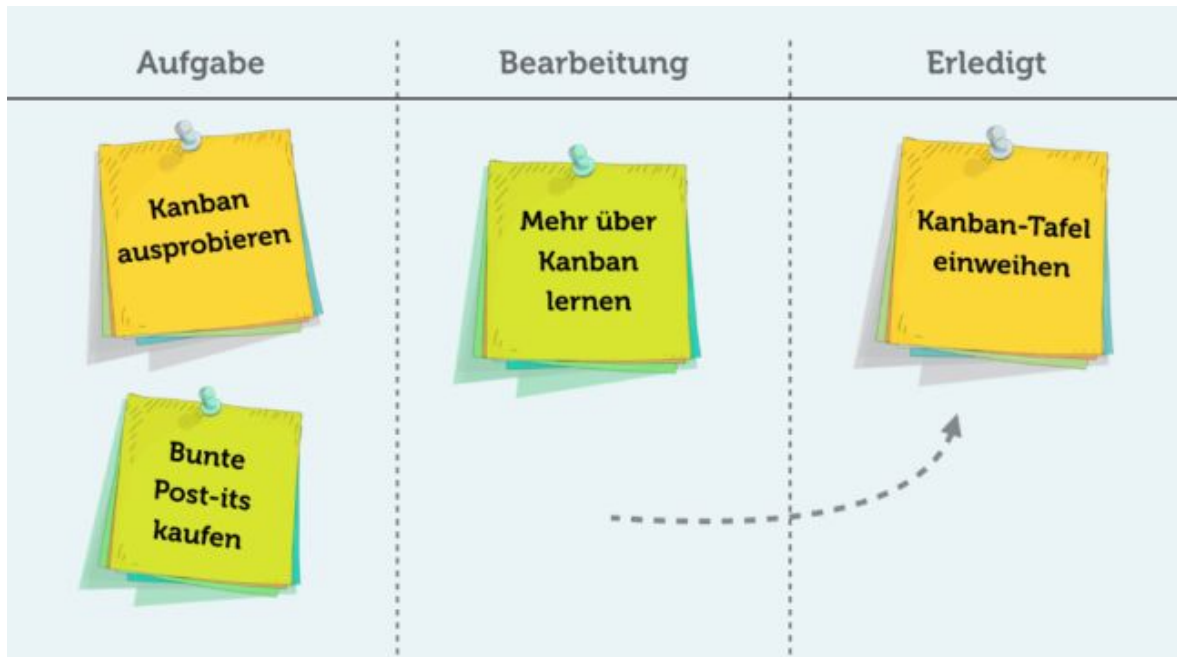 Aufgabe
Bearbeitung
Erledigt
Kanban
ausprobieren
Bunte
Post-its
kaufen
Mehr über
Kanban
lernen
Kanban-Tafel
einweihen